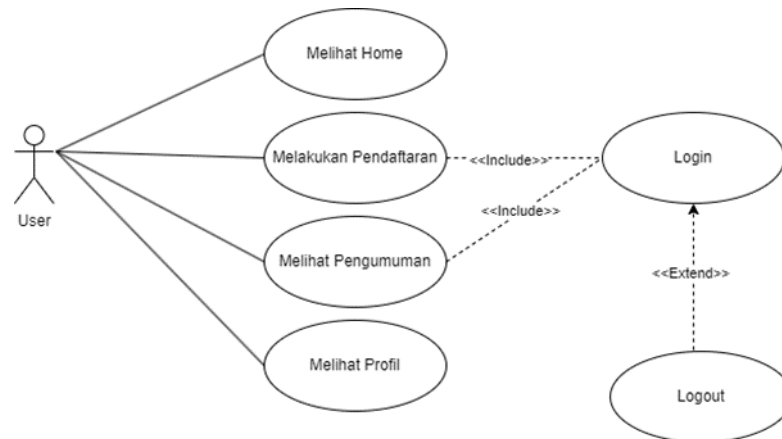 Melihat Home
Melakukan Pendaftaran
<<Include>>
Login
User
<<Include>>
Melihat Pengumuman
<<Extend>>
Melihat Profil
Logout